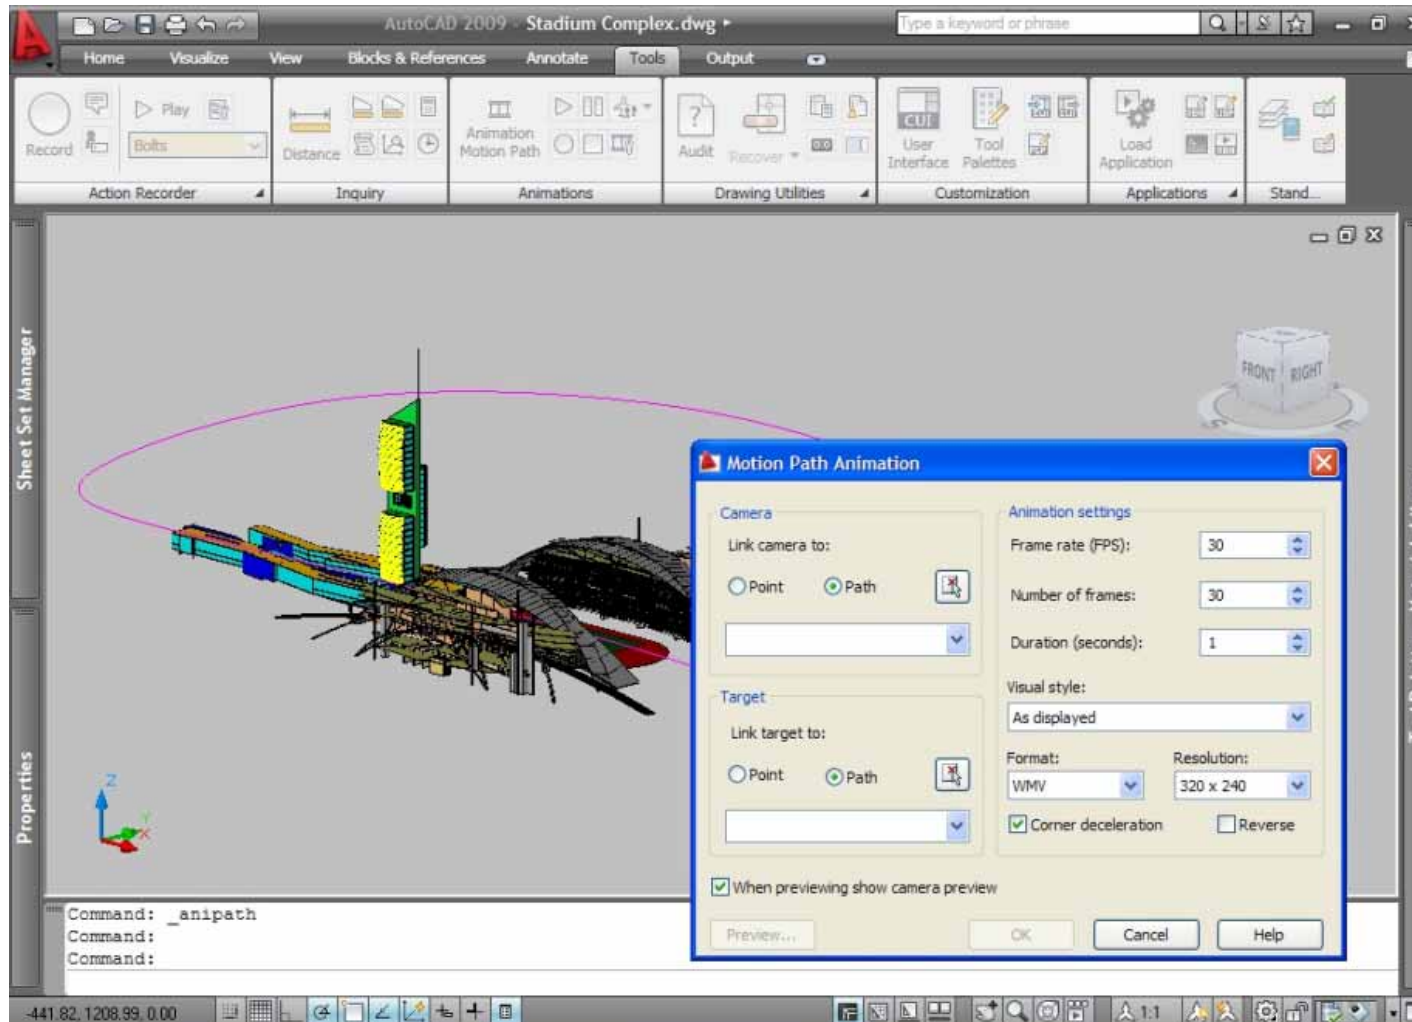 AutoCAD 2009 - Stadium Complex.dwg
Type a keyword or phrase
Home Visualize View Blocks & References Annotate Tools Output
Record
Play
Bolts
Distance
Animation Motion Path
Audit
Recover
CUI
User Interface
Tool Palettes
Load Application
Action Recorder Inquiry Animations Drawing Utilities Customization Applications Stand...
Sheet Set Manager
Properties
FRONT RIGHT
S
Z
Y
X
Motion Path Animation
Camera
Link camera to:
Point Path
Target
Link target to:
Point Path
Animation settings
Frame rate (FPS): 30
Number of frames: 30
Duration (seconds): 1
Visual style:
As displayed
Format: Resolution:
WMV 320 x 240
Corner deceleration Reverse
When previewing show camera preview
Preview... OK Cancel Help
Command: _anipath
Command:
Command:
-441.82, 1208.99, 0.00
1:1